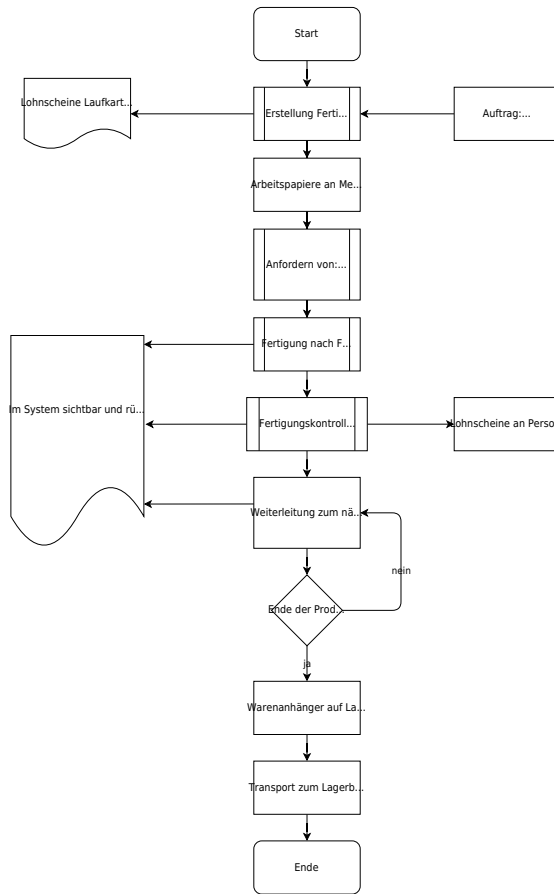 Start
Lohnscheine Laufkart...
Erstellung Ferti...
Auftrag:...
Arbeitspapiere an Me...
Anfordern von:...
Fertigung nach F...
Im System sichtbar und rü...
Fertigungskontroll...
Lohnscheine an Perso
Weiterleitung zum nä...
nein
Ende der Prod...
ja
Warenanhänger auf La...
Transport zum Lagerb...
Ende